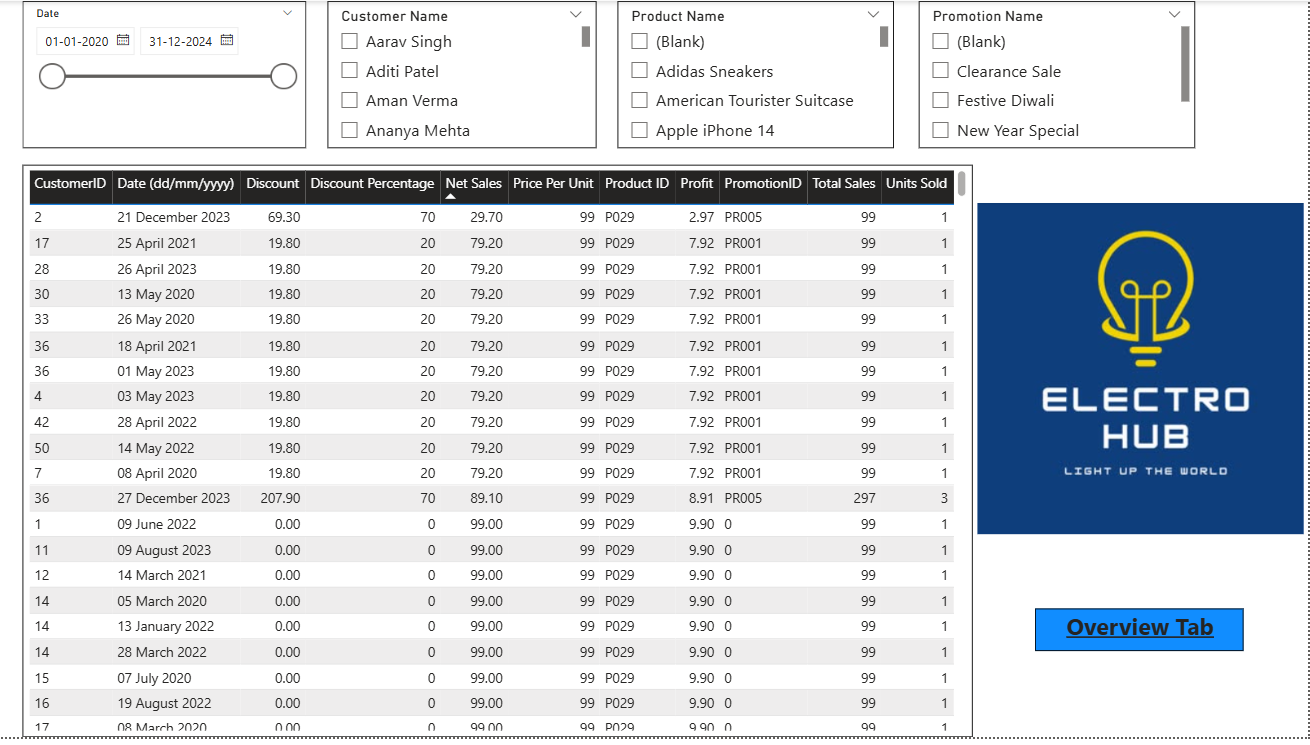 Date
01-01-2020 31-12-2024
Customer Name
Aarav Singh
Aditi Patel
Aman Verma
Ananya Mehta
Product Name
(Blank)
Adidas Sneakers
American Tourister Suitcase
Apple iPhone 14
Promotion Name
(Blank)
Clearance Sale
Festive Diwali
New Year Special
CustomerID Date (dd/mm/yyyy) Discount Discount Percentage Net Sales Price Per Unit Product ID Profit PromotionID Total Sales Units Sold
2 21 December 2023 69.30 70 29.70 99 P029 2.97 PR005 99 1
17 25 April 2021 19.80 20 79.20 99 P029 7.92 PR001 99 1
28 26 April 2023 19.80 20 79.20 99 P029 7.92 PR001 99 1
30 13 May 2020 19.80 20 79.20 99 P029 7.92 PR001 99 1
33 26 May 2020 19.80 20 79.20 99 P029 7.92 PR001 99 1
36 18 April 2021 19.80 20 79.20 99 P029 7.92 PR001 99 1
36 01 May 2023 19.80 20 79.20 99 P029 7.92 PR001 99 1
4 03 May 2023 19.80 20 79.20 99 P029 7.92 PR001 99 1
42 28 April 2022 19.80 20 79.20 99 P029 7.92 PR001 99 1
50 14 May 2022 19.80 20 79.20 99 P029 7.92 PR001 99 1
7 08 April 2020 19.80 20 79.20 99 P029 7.92 PR001 99 1
36 27 December 2023 207.90 70 89.10 99 P029 8.91 PR005 297 3
1 09 June 2022 0.00 0 99.00 99 P029 9.90 0 99 1
11 09 August 2023 0.00 0 99.00 99 P029 9.90 0 99 1
12 14 March 2021 0.00 0 99.00 99 P029 9.90 0 99 1
14 05 March 2020 0.00 0 99.00 99 P029 9.90 0 99 1
14 13 January 2022 0.00 0 99.00 99 P029 9.90 0 99 1
14 28 March 2022 0.00 0 99.00 99 P029 9.90 0 99 1
15 07 July 2020 0.00 0 99.00 99 P029 9.90 0 99 1
16 19 August 2022 0.00 0 99.00 99 P029 9.90 0 99 1
17 08 March 2020 0.00 0 99.00 99 P029 9.90 0 99 1
ELECTRO
HUB
LIGHT UP THE WORLD
Overview Tab